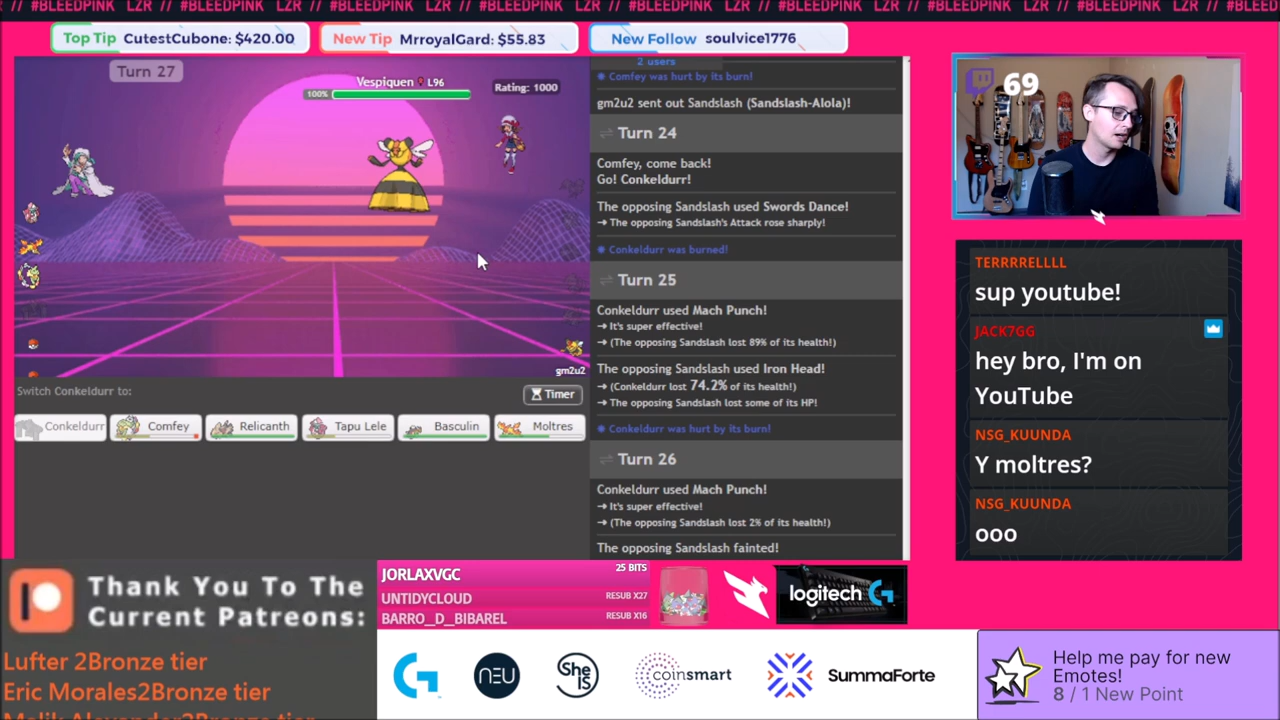 // #BLEEDPINK LZR // #BLEEDPINK LZR // #BLEEDPINK LZR // #BLEEDPINK LZR // #BLEEDPINK LZR // #BLEEDPINK LZR // #BLEEDPINK LZR // #BLEED
Top Tip CutestCubone: $420.00
New Tip MrroyalGard: $55.83
New Follow soulvice1776
Turn 27
Vespiquen L96
100%
Rating: 1000
gm2u2
Switch Conkeldurr to:
Timer
Conkeldurr
Comfey
Relicanth
Tapu Lele
Basculin
Moltres
2 users
Comfey was hurt by its burn!
gm2u2 sent out Sandslash (Sandslash-Alola)!
Turn 24
Comfey, come back!
Go! Conkeldurr!
The opposing Sandslash used Swords Dance!
→ The opposing Sandslash's Attack rose sharply!
Conkeldurr was burned!
Turn 25
Conkeldurr used Mach Punch!
→ It's super effective!
→ (The opposing Sandslash lost 89% of its health!)
The opposing Sandslash used Iron Head!
→ (Conkeldurr lost 74.2% of its health!)
→ The opposing Sandslash lost some of its HP!
Conkeldurr was hurt by its burn!
Turn 26
Conkeldurr used Mach Punch!
→ It's super effective!
→ (The opposing Sandslash lost 2% of its health!)
The opposing Sandslash fainted!
69
TERRRRELLLL
sup youtube!
JACK7GG
hey bro, I'm on
YouTube
NSG_KUUNDA
Y moltres?
NSG_KUUNDA
ooo
Thank You To The
Current Patreons:
Lufter 2Bronze tier
Eric Morales2Bronze tier
Malik Alexander2Bronze tier
JORLAXVGC 25 BITS
UNTIDYCLOUD RESUB X27
BARRO__D__BIBAREL RESUB X16
logitech G
NEU
She IS
coinsmart
SummaForte
Help me pay for new
Emotes!
8 / 1 New Point